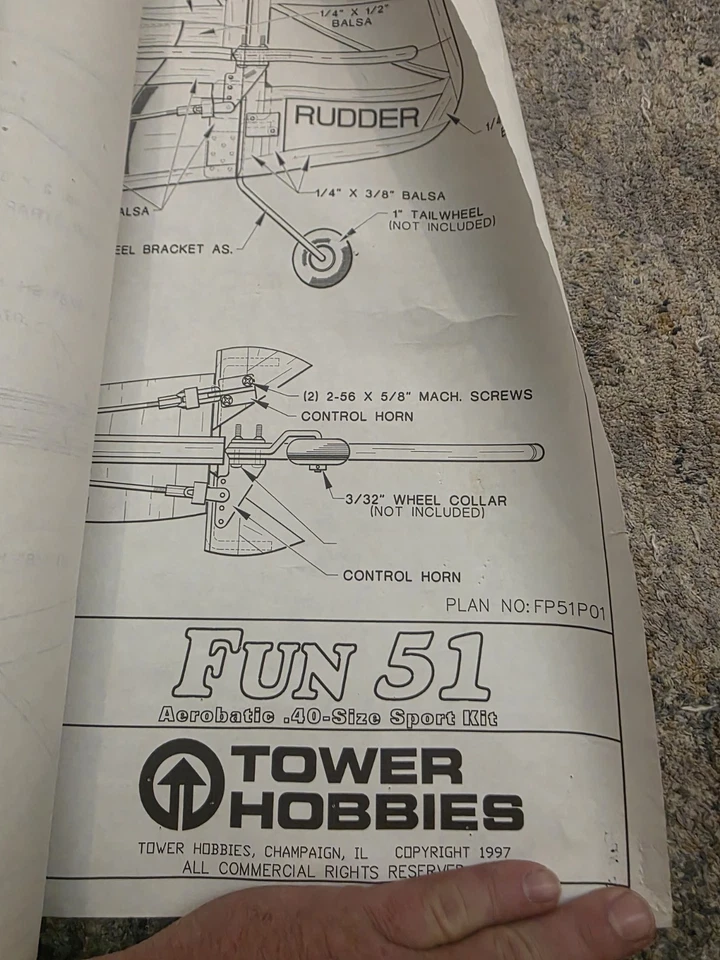 1/4" X 1/2"
BALSA
RUDDER
1/4" X 3/8" BALSA
ALSA
1" TAILWHEEL
(NOT INCLUDED)
EEL BRACKET AS.
(2) 2-56 X 5/8" MACH. SCREWS
CONTROL HORN
3/32" WHEEL COLLAR
(NOT INCLUDED)
CONTROL HORN
PLAN NO:FP51P01
FUN 51
Aerobatic .40-Size Sport Kit
TOWER
HOBBIES
TOWER HOBBIES, CHAMPAIGN, IL COPYRIGHT 1997
ALL COMMERCIAL RIGHTS RESERVE